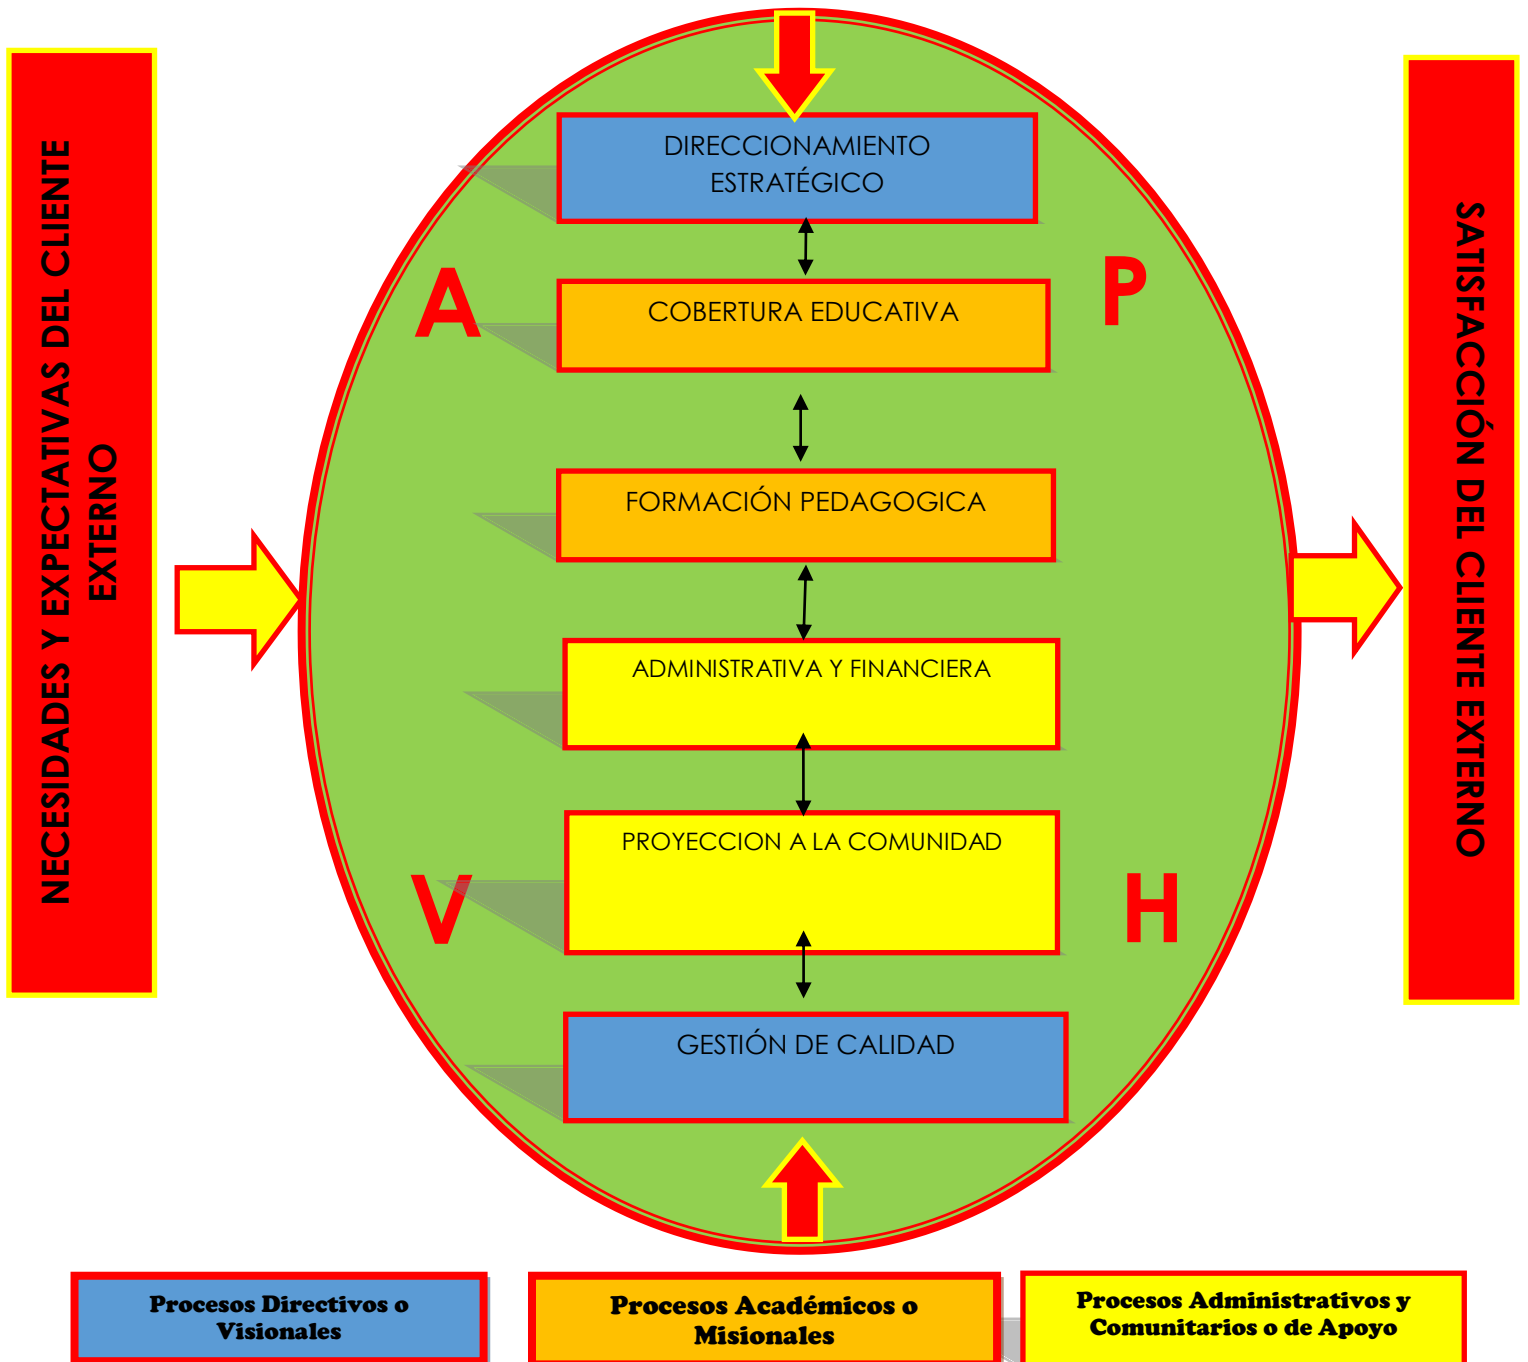 NECESIDADES Y EXPECTATIVAS DEL CLIENTE
EXTERNO
DIRECCIONAMIENTO
ESTRATÉGICO
A
P
COBERTURA EDUCATIVA
FORMACIÓN PEDAGOGICA
ADMINISTRATIVA Y FINANCIERA
PROYECCION A LA COMUNIDAD
V
H
GESTIÓN DE CALIDAD
SATISFACCIÓN DEL CLIENTE EXTERNO
Procesos Directivos o
Visionales
Procesos Académicos o
Misionales
Procesos Administrativos y
Comunitarios o de Apoyo